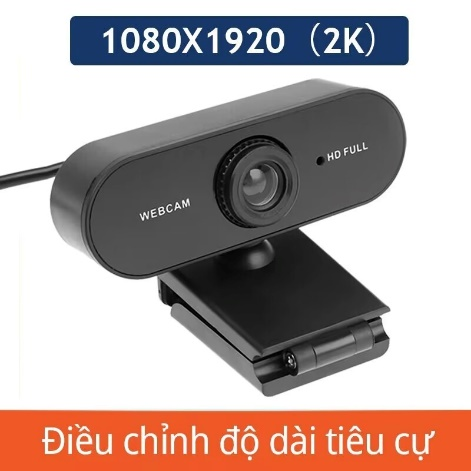 1080X1920（2K）
WEBCAM
HD FULL
Điều chỉnh độ dài tiêu cự